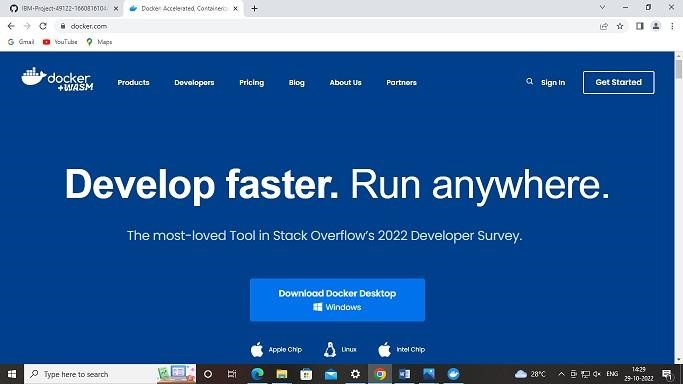 IBM-Project-49122-1660816104
Docker: Accelerated, Container
docker.com
Gmail YouTube Maps
docker
+WASM
Products Developers Pricing Blog About Us Partners Sign In Get Started
Develop faster. Run anywhere.
The most-loved Tool in Stack Overflow's 2022 Developer Survey.
Download Docker Desktop
Windows
Apple Chip Linux Intel Chip
Type here to search
28°C ENG
14:29
29-10-2022
1